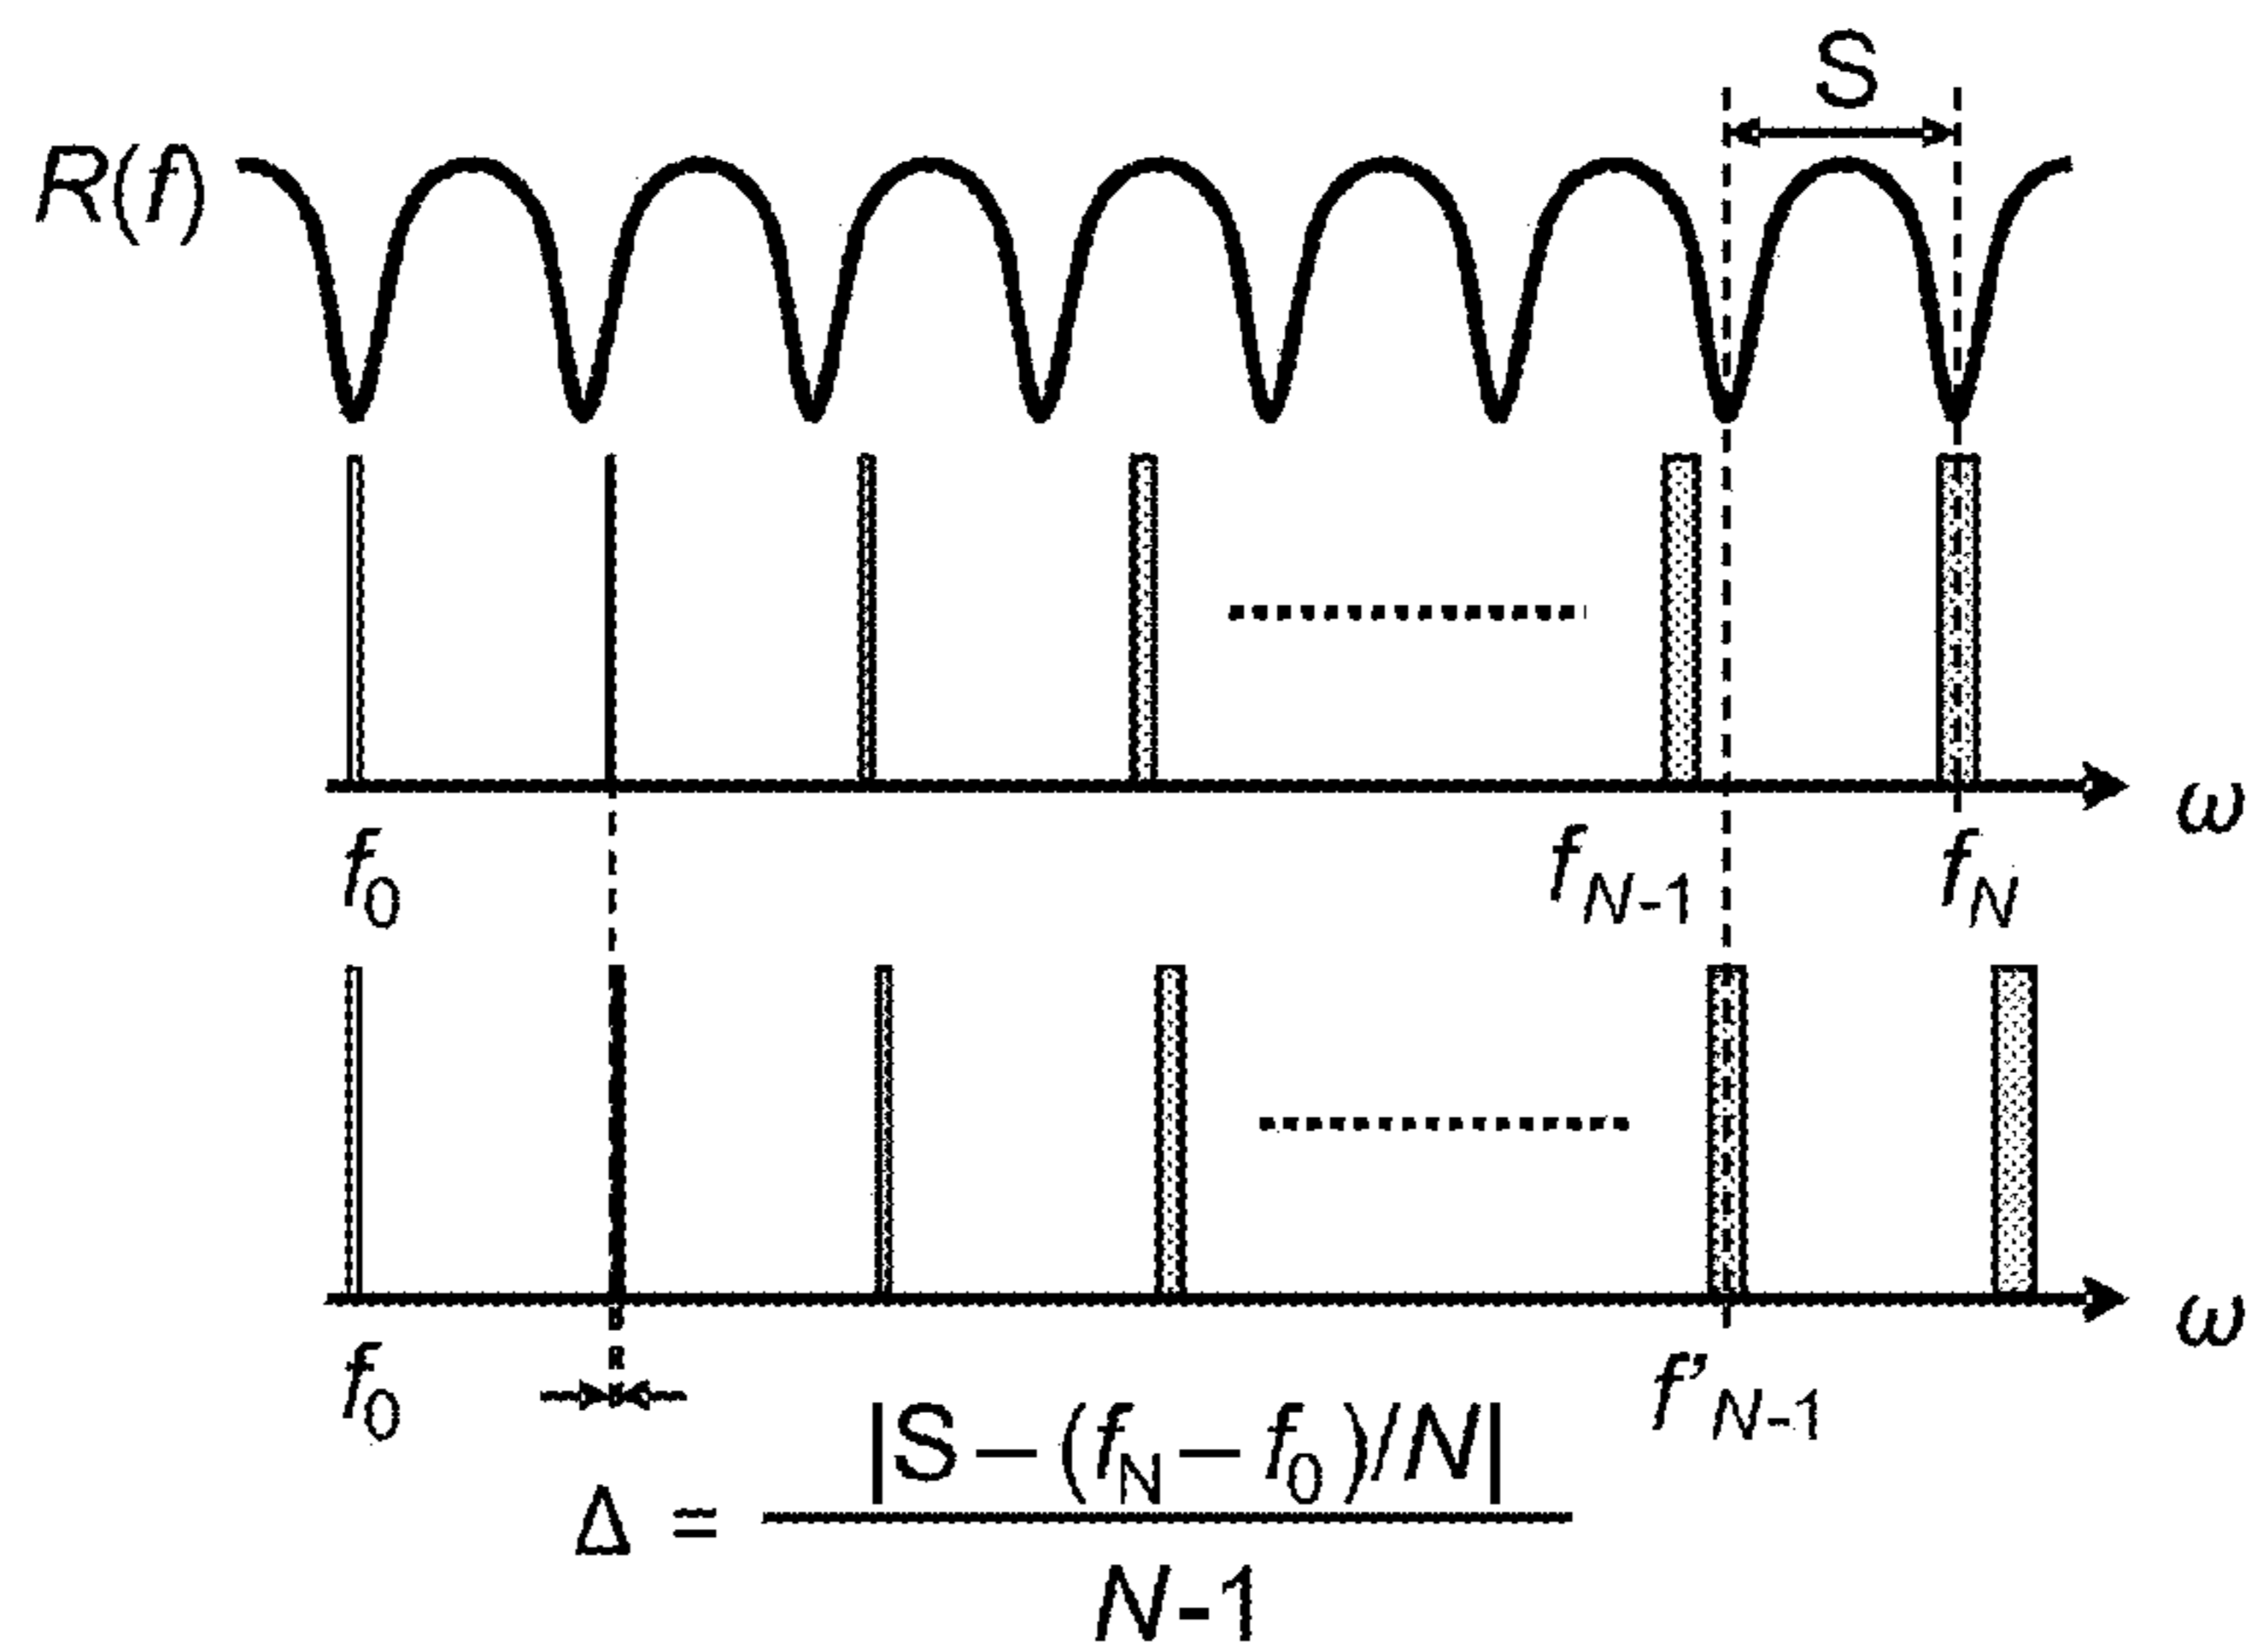 S
R(f)
ω
f0 fN-1 fN
ω
f0 f'N-1
Δ = |S – (fN – f0)/N|
N-1